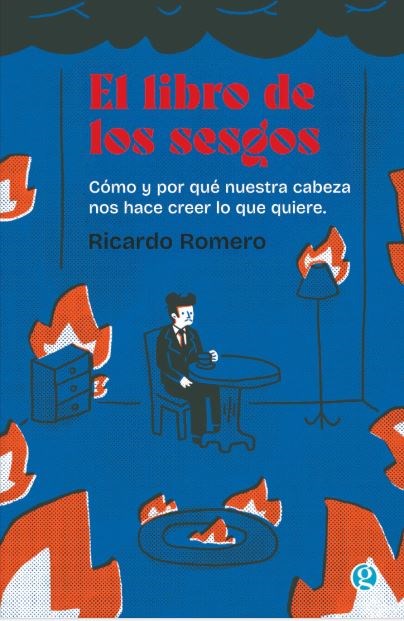 El libro de
los sesgos
Cómo y por qué nuestra cabeza
nos hace creer lo que quiere.
Ricardo Romero
g